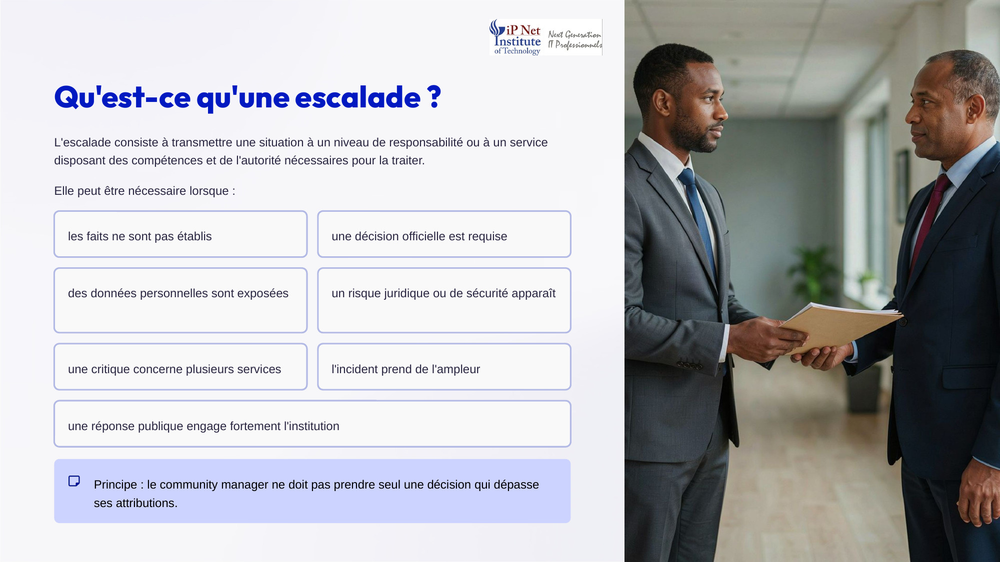 iP Net
Institute
of Technology
Next Generation
IT Professionnels
Qu'est-ce qu'une escalade ?
L'escalade consiste à transmettre une situation à un niveau de responsabilité ou à un service
disposant des compétences et de l'autorité nécessaires pour la traiter.
Elle peut être nécessaire lorsque :
les faits ne sont pas établis
une décision officielle est requise
des données personnelles sont exposées
un risque juridique ou de sécurité apparaît
une critique concerne plusieurs services
l'incident prend de l'ampleur
une réponse publique engage fortement l'institution
Principe : le community manager ne doit pas prendre seul une décision qui dépasse
ses attributions.